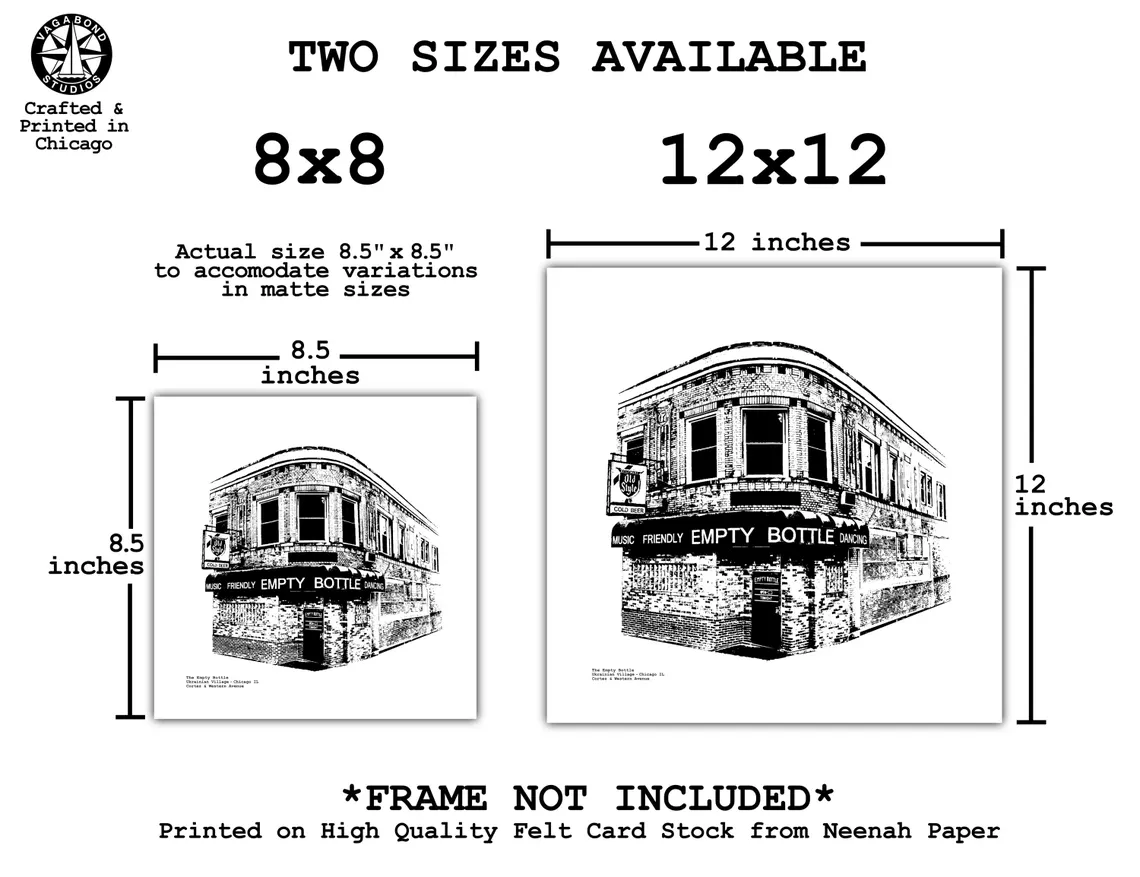 VAGABOND
STUDIOS
Crafted &
Printed in
Chicago
TWO SIZES AVAILABLE
8x8
Actual size 8.5" x 8.5"
to accomodate variations
in matte sizes
8.5
inches
8.5
inches
OLD
Style
COLD BEER
MUSIC FRIENDLY EMPTY BOTTLE DANCING
EMPTY BOTTLE
The Empty Bottle
Ukrainian Village - Chicago IL
Cortez & Western Avenue
12x12
12 inches
12
inches
Old
Style
COLD BEER
MUSIC FRIENDLY EMPTY BOTTLE DANCING
EMPTY BOTTLE
The Empty Bottle
Ukrainian Village - Chicago IL
Cortez & Western Avenue
*FRAME NOT INCLUDED*
Printed on High Quality Felt Card Stock from Neenah Paper